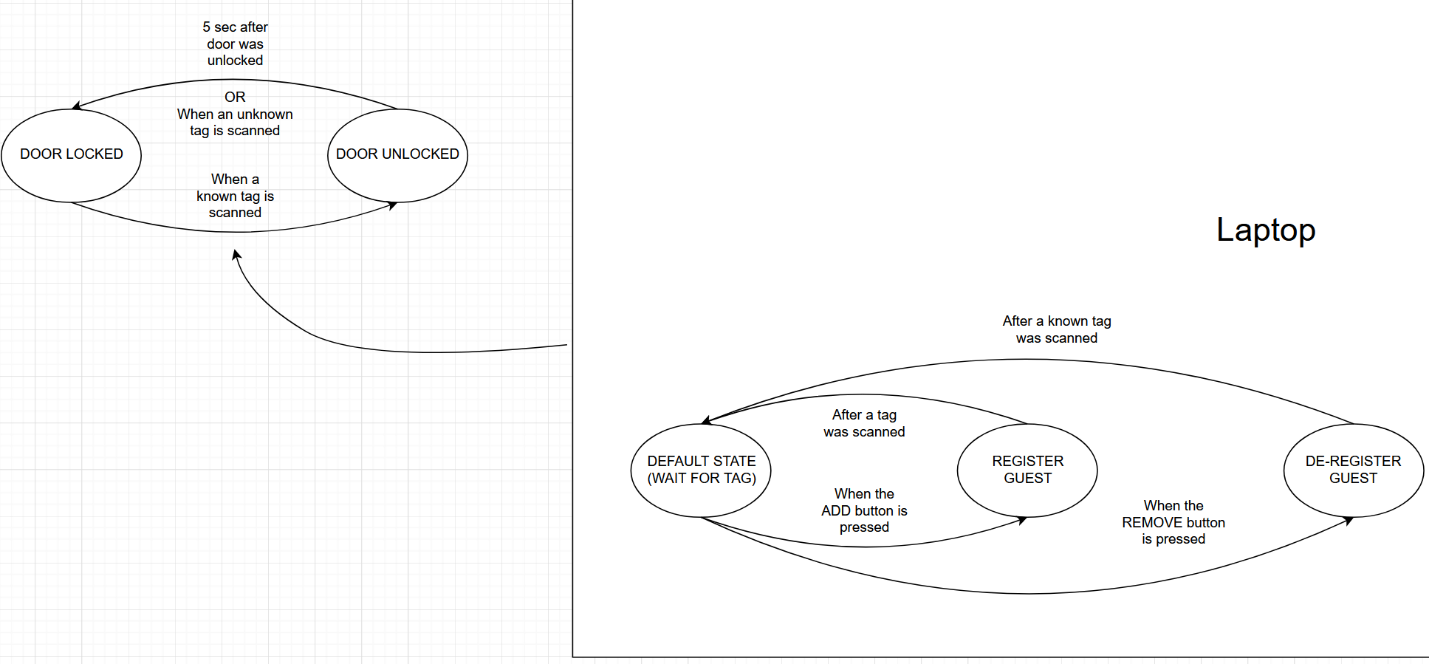 5 sec after
door was
unlocked
OR
When an unknown
tag is scanned
DOOR LOCKED
DOOR UNLOCKED
When a
known tag is
scanned
Laptop
After a known tag
was scanned
After a tag
was scanned
DEFAULT STATE
(WAIT FOR TAG)
REGISTER
GUEST
DE-REGISTER
GUEST
When the
ADD button is
pressed
When the
REMOVE button
is pressed